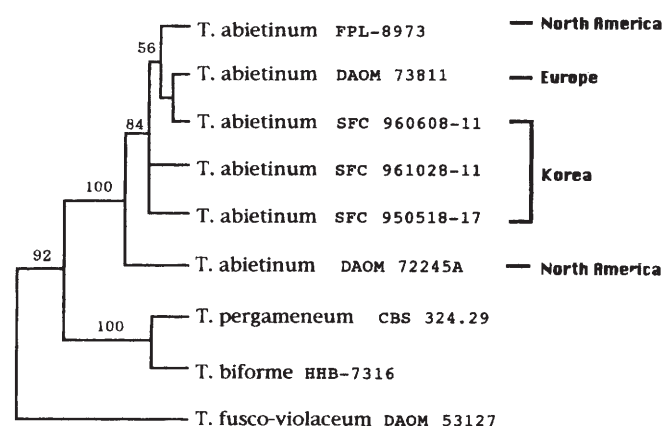 T. abietinum FPL-8973 North America
56
T. abietinum DAOM 73811 Europe
84
T. abietinum SFC 960608-11
T. abietinum SFC 961028-11 Korea
100
T. abietinum SFC 950518-17
92
T. abietinum DAOM 72245A North America
T. pergameneum CBS 324.29
100
T. biforme HHB-7316
T. fusco-violaceum DAOM 53127